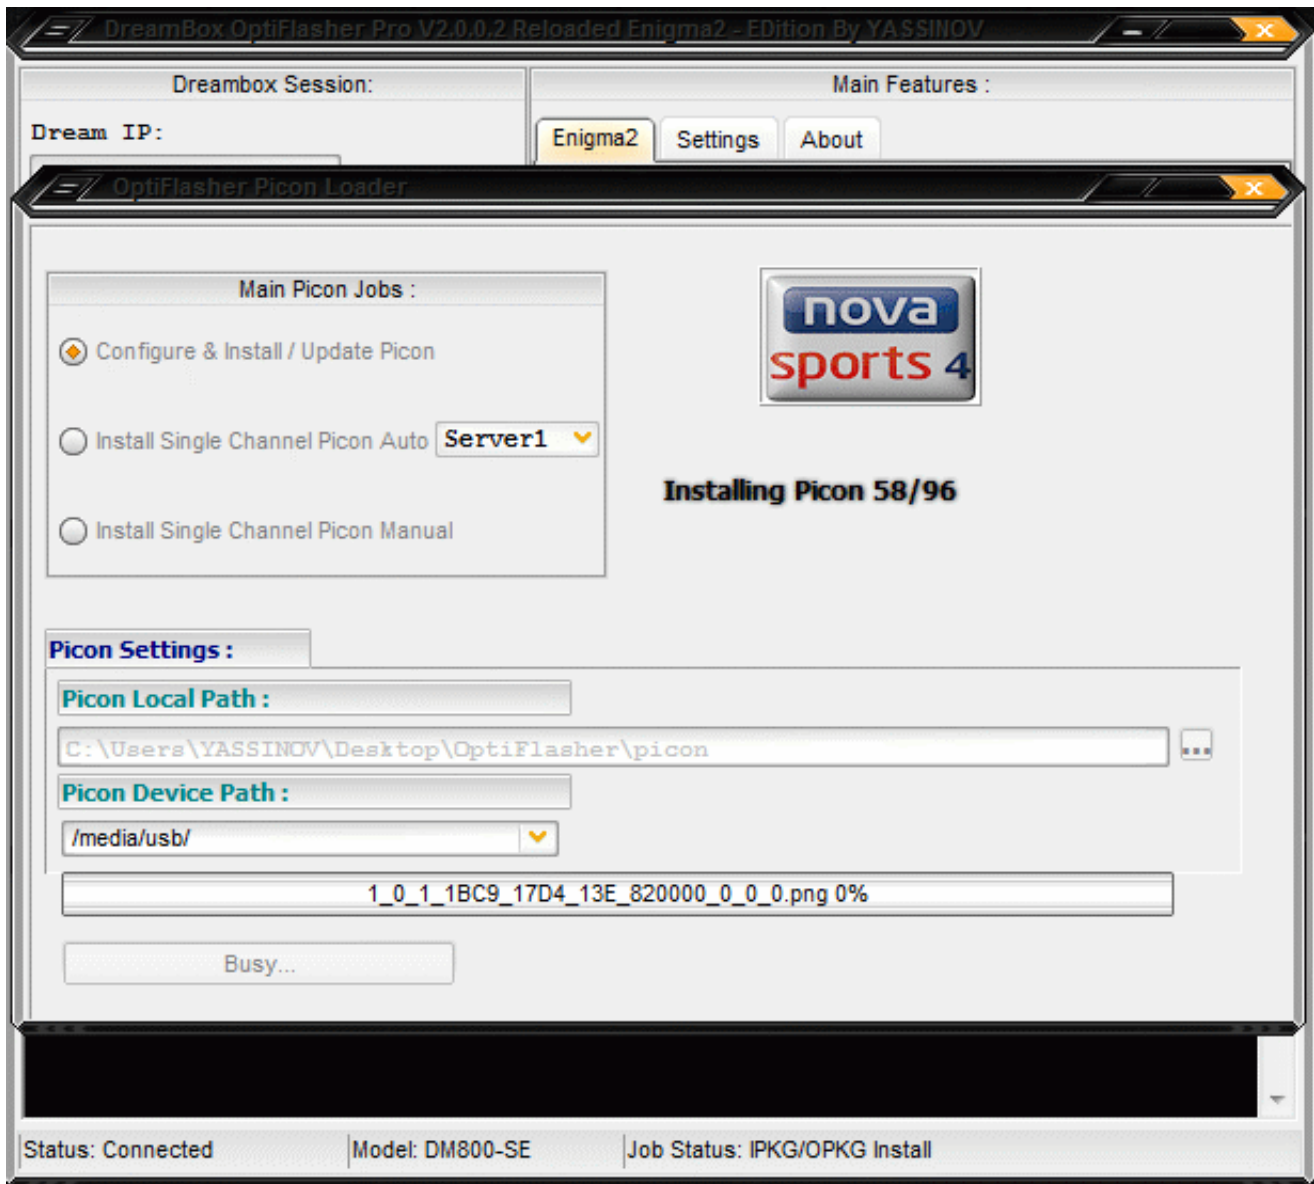 DreamBox OptiFlasher Pro V2.0.0.2 Reloaded Enigma2 - EDition By YASSINOV
Dreambox Session:
Main Features :
Dream IP:
Enigma2
Settings
About
OptiFlasher Picon Loader
Main Picon Jobs :
Configure & Install / Update Picon
Install Single Channel Picon Auto
Server1
Install Single Channel Picon Manual
nova
sports 4
Installing Picon 58/96
Picon Settings :
Picon Local Path :
C:\Users\YASSINOV\Desktop\OptiFlasher\picon
...
Picon Device Path :
/media/usb/
1_0_1_1BC9_17D4_13E_820000_0_0_0.png 0%
Busy...
Status: Connected
Model: DM800-SE
Job Status: IPKG/OPKG Install